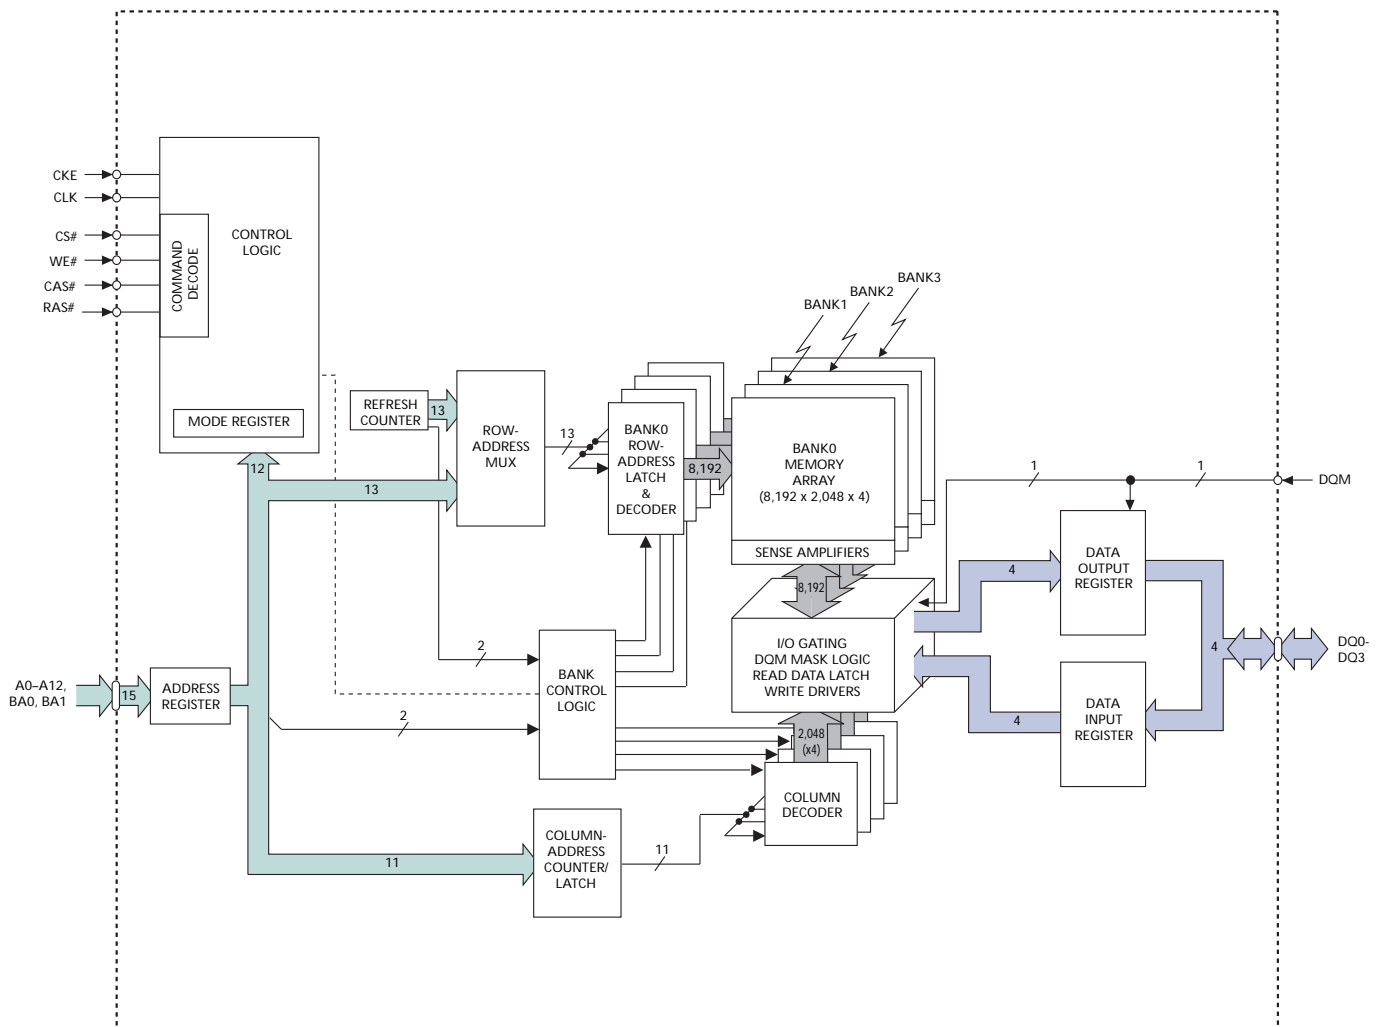 CKE
CLK
CS#
WE#
CAS#
RAS#
COMMAND
DECODE
CONTROL
LOGIC
MODE REGISTER
12
REFRESH
COUNTER
13
13
ROW-
ADDRESS
MUX
13
BANK0
ROW-
ADDRESS
LATCH
&
DECODER
8,192
BANK1
BANK2
BANK3
BANK0
MEMORY
ARRAY
(8,192 x 2,048 x 4)
SENSE AMPLIFIERS
8,192
I/O GATING
DQM MASK LOGIC
READ DATA LATCH
WRITE DRIVERS
2,048
(x4)
COLUMN
DECODER
1
1
DQM
4
DATA
OUTPUT
REGISTER
4
DQ0-
DQ3
4
DATA
INPUT
REGISTER
A0–A12,
BA0, BA1
15
ADDRESS
REGISTER
2
2
BANK
CONTROL
LOGIC
11
COLUMN-
ADDRESS
COUNTER/
LATCH
11